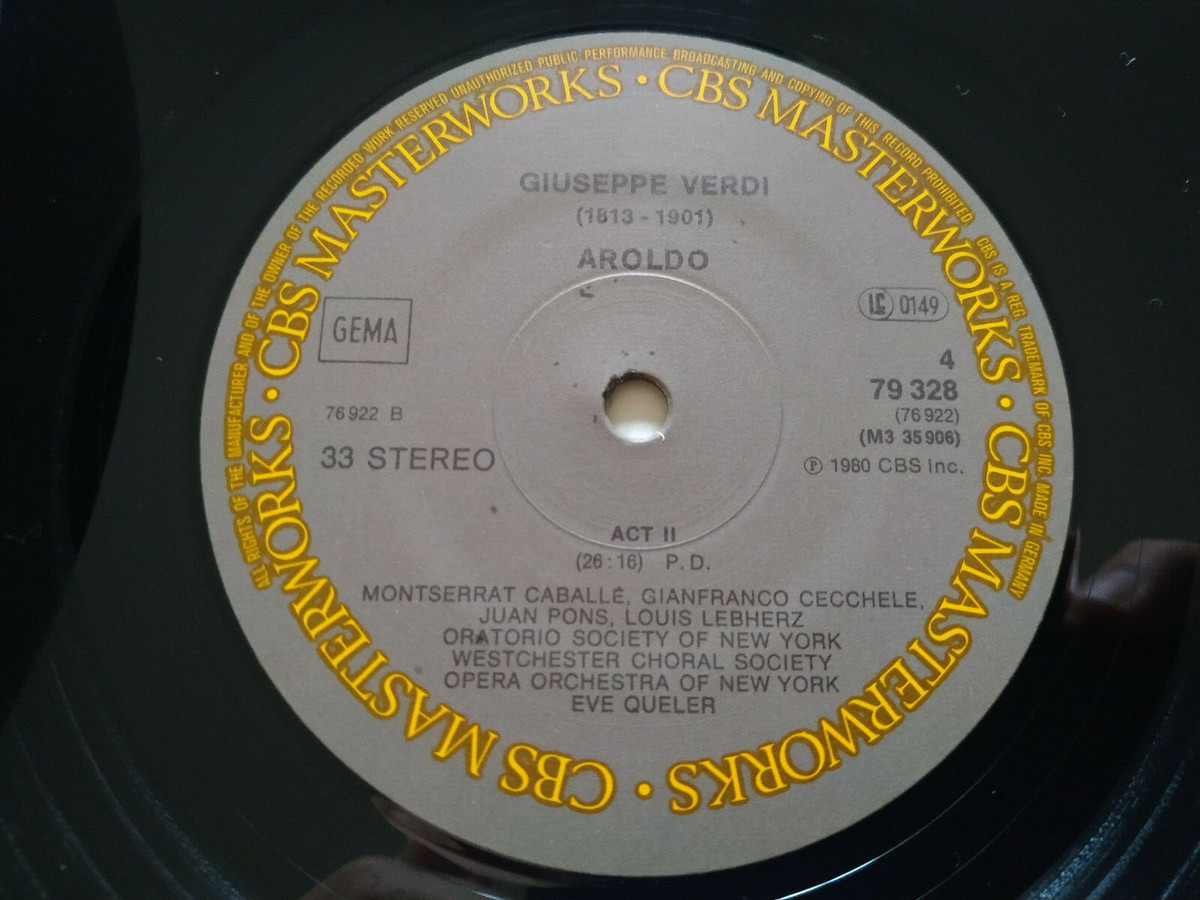 ALL RIGHTS OF THE MANUFACTURER AND OF THE OWNER OF THE RECORDED WORK RESERVED UNAUTHORIZED PUBLIC PERFORMANCE BROADCASTING AND COPYING OF THIS RECORD PROHIBITED CBS IS A REG. TRADEMARK OF CBS INC. MADE IN GERMANY
CBS MASTERWORKS • CBS MASTERWORKS • CBS MASTERWORKS • CBS MASTERWORKS • CBS MASTERWORKS •
GIUSEPPE VERDI
(1813 - 1901)
AROLDO
GEMA
LC 0149
4
79 328
76 922 B
(76 922)
(M3 35 906)
33 STEREO
℗ 1980 CBS Inc.
ACT II
(26:16) P.D.
MONTSERRAT CABALLÉ, GIANFRANCO CECCHELE,
JUAN PONS, LOUIS LEBHERZ
ORATORIO SOCIETY OF NEW YORK
WESTCHESTER CHORAL SOCIETY
OPERA ORCHESTRA OF NEW YORK
EVE QUELER